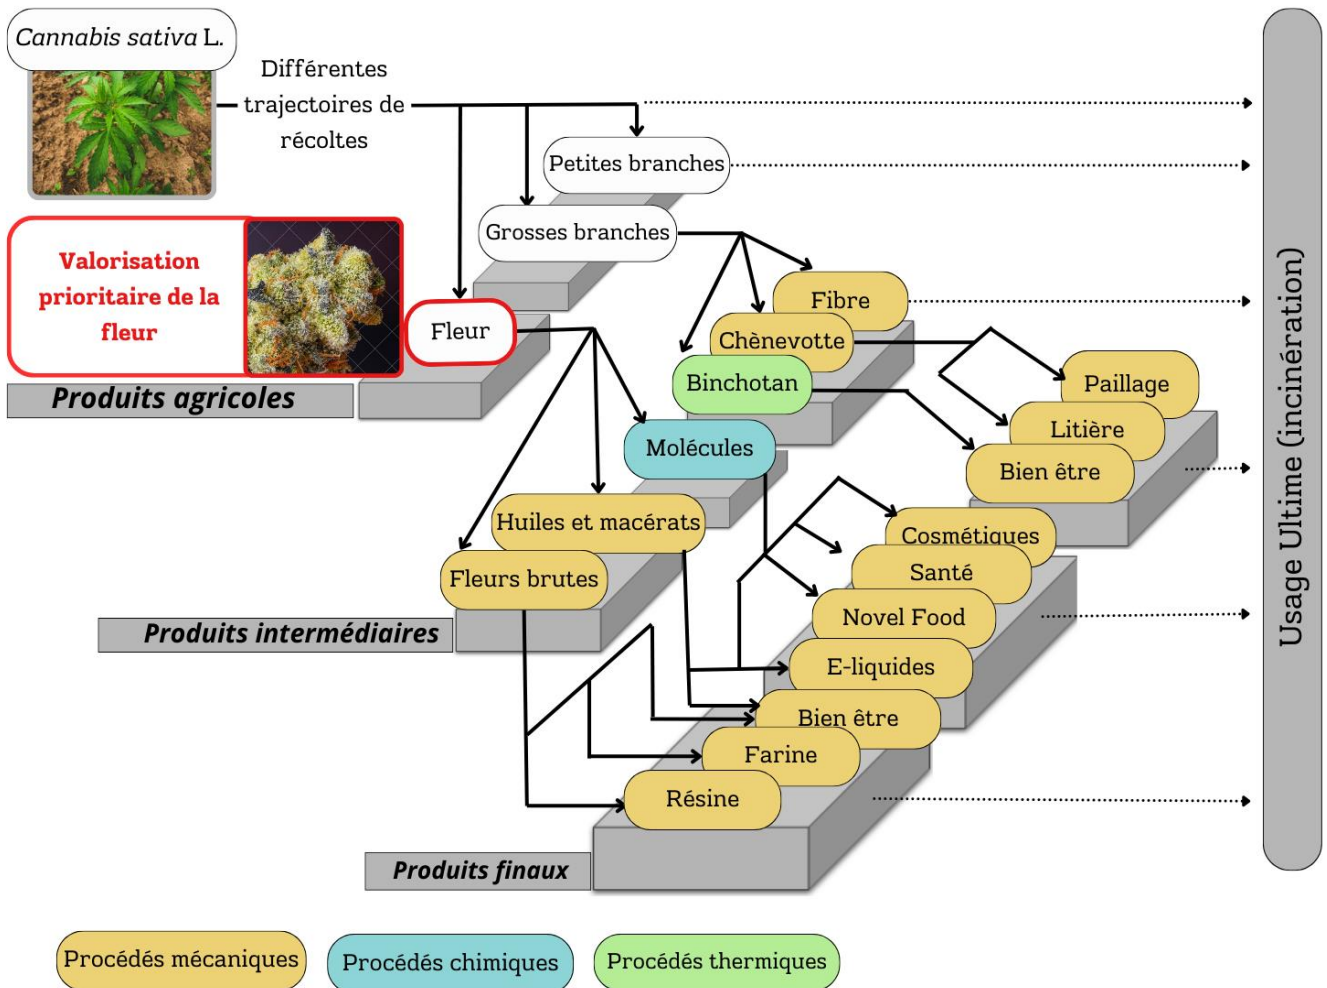 Cannabis sativa L.
Différentes
trajectoires de
récoltes
Petites branches
Grosses branches
Valorisation
prioritaire de la
fleur
Fleur
Produits agricoles
Fibre
Chènevotte
Binchotan
Molécules
Huiles et macérats
Fleurs brutes
Produits intermédiaires
Paillage
Litière
Bien être
Cosmétiques
Santé
Novel Food
E-liquides
Bien être
Farine
Résine
Produits finaux
Usage Ultime (incinération)
Procédés mécaniques
Procédés chimiques
Procédés thermiques